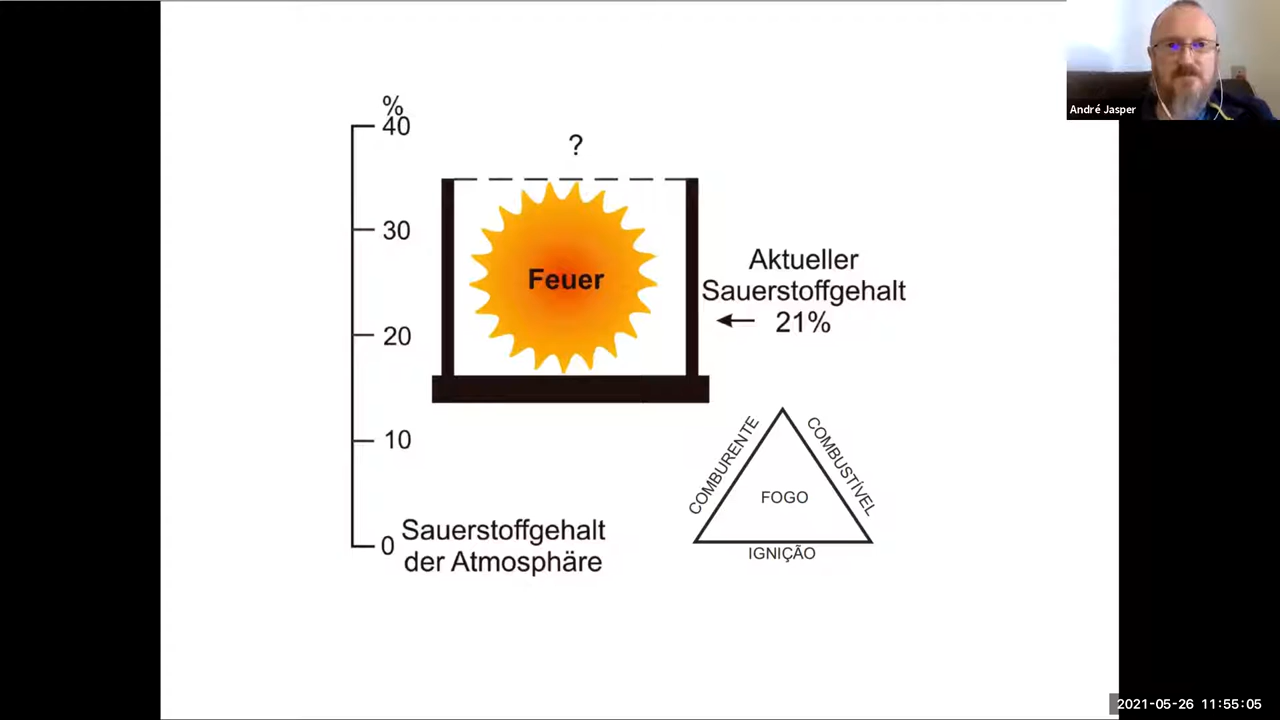 André Jasper
%
40
?
30
Feuer
Aktueller
Sauerstoffgehalt
21%
20
10
COMBURENTE
COMBUSTÍVEL
FOGO
IGNIÇÃO
0
Sauerstoffgehalt
der Atmosphäre
2021-05-26 11:55:05